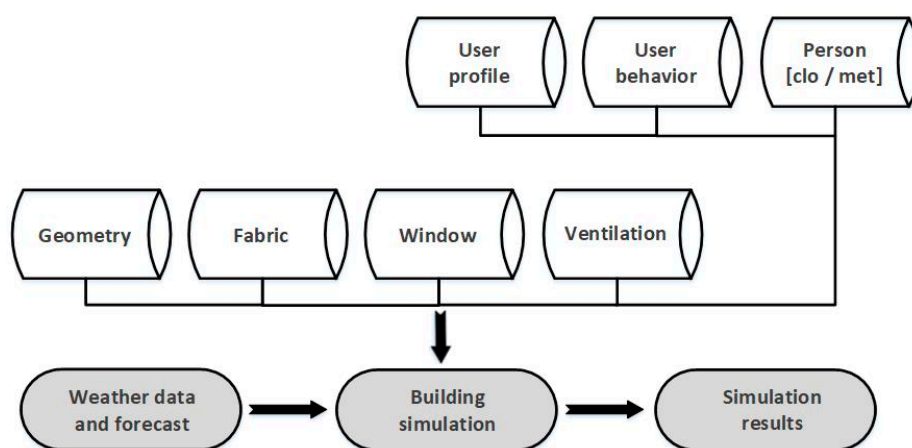 User
profile
User
behavior
Person
[clo / met]
Geometry
Fabric
Window
Ventilation
Weather data
and forecast
Building
simulation
Simulation
results